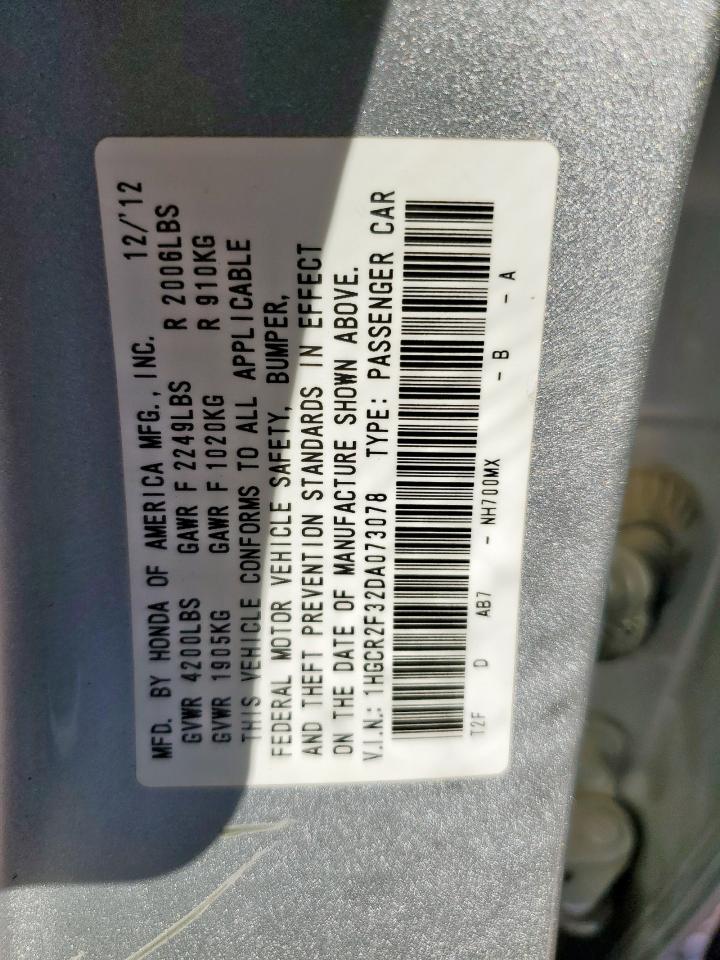 MFD. BY HONDA OF AMERICA MFG., INC. 12/'12
GVWR 4200LBS GAWR F 2249LBS R 2006LBS
GVWR 1905KG GAWR F 1020KG R 910KG
THIS VEHICLE CONFORMS TO ALL APPLICABLE
FEDERAL MOTOR VEHICLE SAFETY, BUMPER,
AND THEFT PREVENTION STANDARDS IN EFFECT
ON THE DATE OF MANUFACTURE SHOWN ABOVE.
V.I.N.: 1HGCR2F32DA073078 TYPE: PASSENGER CAR
T2F D AB7 - NH700MX - B - A